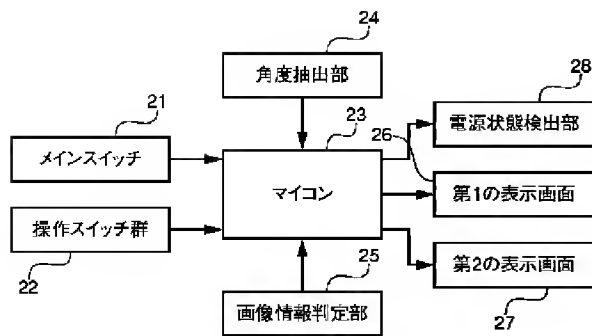 24
角度抽出部
28
21
23
26
電源状態検出部
メインスイッチ
マイコン
第1の表示画面
操作スイッチ群
22
25
第2の表示画面
画像情報判定部
27